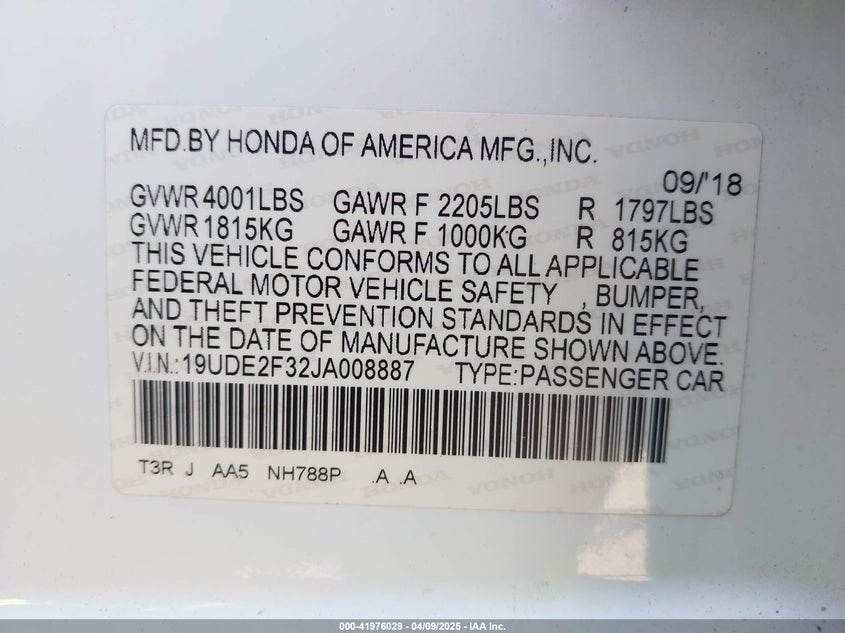 MFD.BY HONDA OF AMERICA MFG.,INC.
09/'18
GVWR 4001LBS GAWR F 2205LBS R 1797LBS
GVWR 1815KG GAWR F 1000KG R 815KG
THIS VEHICLE CONFORMS TO ALL APPLICABLE
FEDERAL MOTOR VEHICLE SAFETY , BUMPER,
AND THEFT PREVENTION STANDARDS IN EFFECT
ON THE DATE OF MANUFACTURE SHOWN ABOVE.
V.I.N.:19UDE2F32JA008887 TYPE:PASSENGER CAR
T3R J AA5 NH788P .A .A
000-41976029 - 04/09/2025 - IAA Inc.